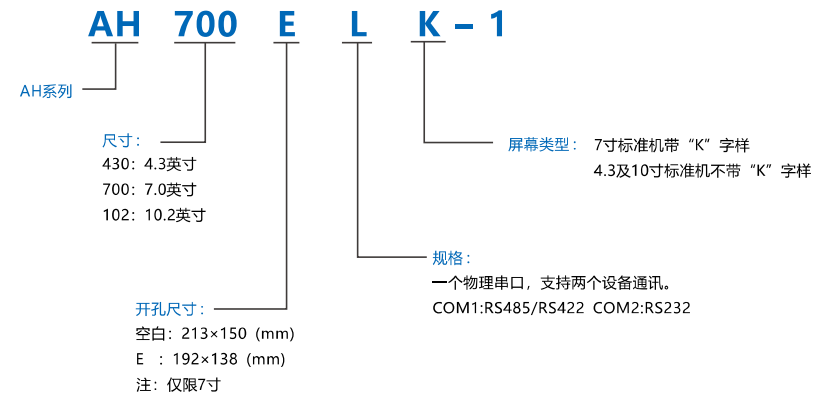 AH 700 E L K - 1
AH系列
尺寸：
430：4.3英寸
700：7.0英寸
102：10.2英寸
屏幕类型：
7寸标准机带“K”字样
4.3及10寸标准机不带“K”字样
规格：
一个物理串口，支持两个设备通讯。
COM1:RS485/RS422 COM2:RS232
开孔尺寸：
空白：213×150（mm）
E ：192×138（mm）
注：仅限7寸